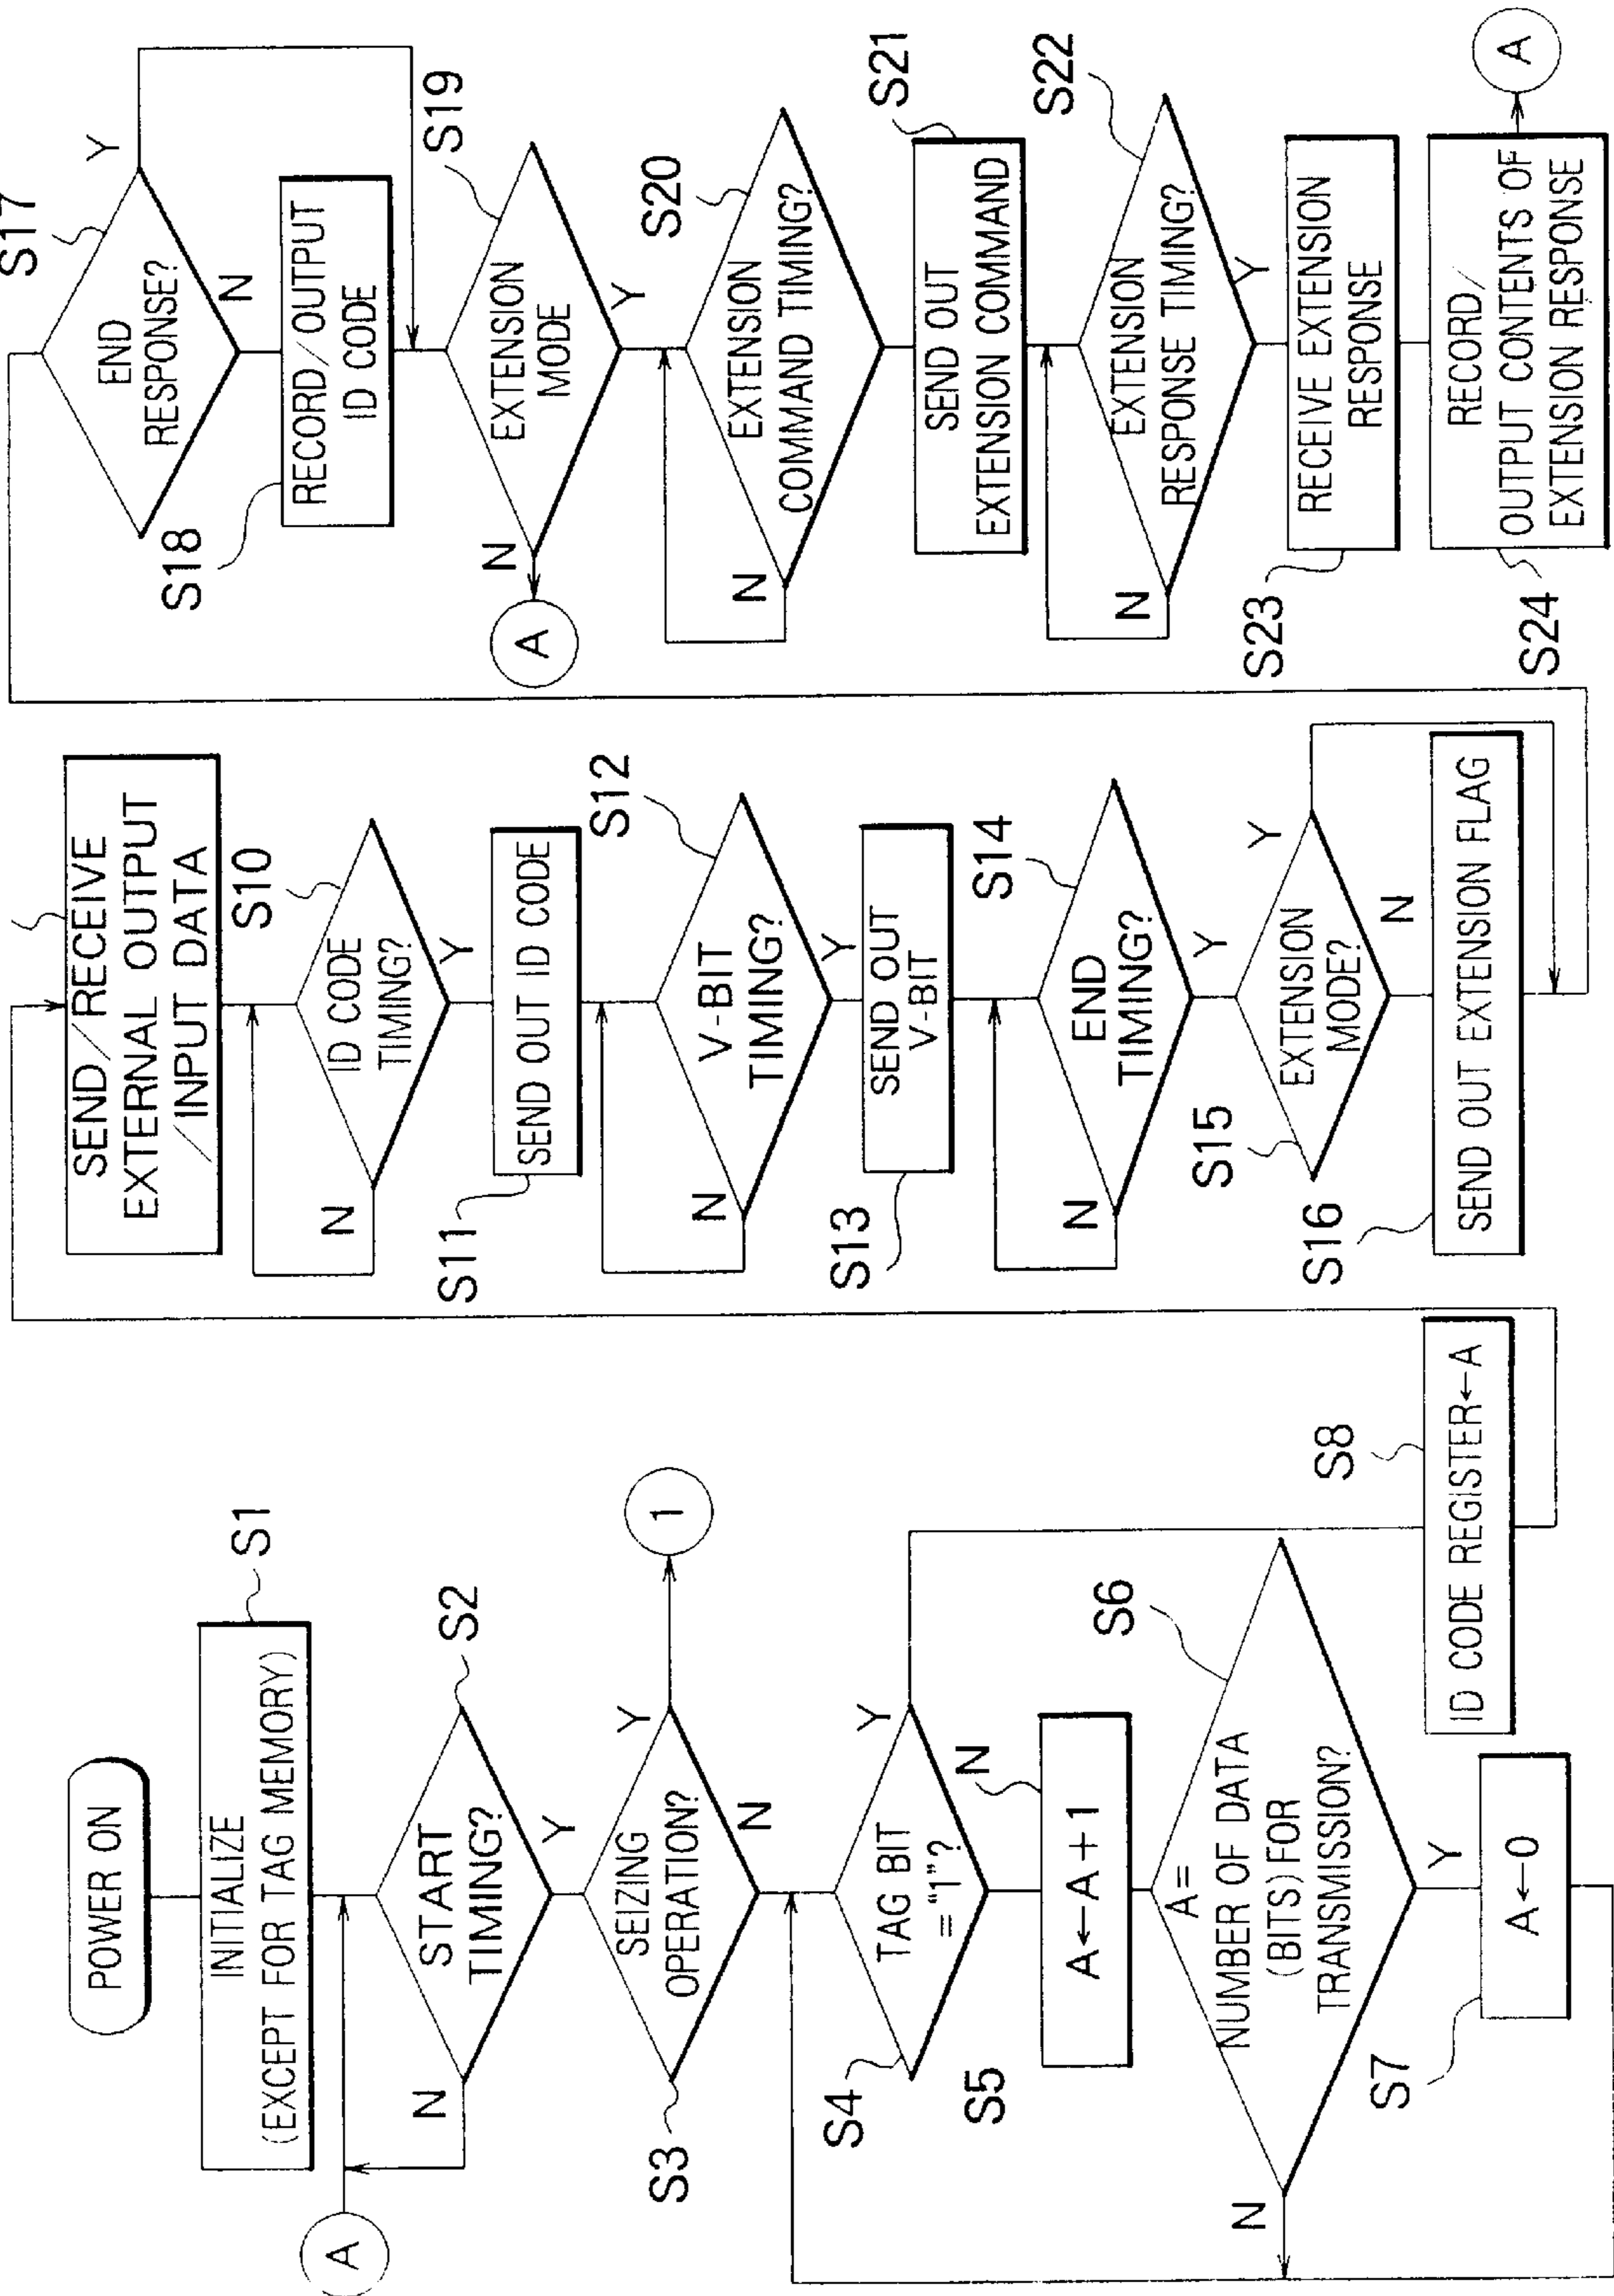 POWER ON
INITIALIZE
(EXCEPT FOR TAG MEMORY)
S1
A
START
TIMING?
S2
N
Y
SEIZING
OPERATION?
S3
Y
1
N
TAG BIT
="1"?
S4
Y
N
S5
A←A+1
A=
NUMBER OF DATA
(BITS) FOR
TRANSMISSION?
S6
N
Y
S7
A←0
S8
ID CODE REGISTER←A
SEND/RECEIVE
EXTERNAL OUTPUT
/INPUT DATA
S10
ID CODE
TIMING?
N
Y
S11
SEND OUT ID CODE
S12
V-BIT
TIMING?
N
Y
S13
SEND OUT
V-BIT
S14
END
TIMING?
N
Y
S15
EXTENSION
MODE?
Y
N
S16
SEND OUT EXTENSION FLAG
S17
END
RESPONSE?
Y
N
S18
RECORD/OUTPUT
ID CODE
S19
EXTENSION
MODE
N
A
Y
S20
EXTENSION
COMMAND TIMING?
N
S21
SEND OUT
EXTENSION COMMAND
S22
EXTENSION
RESPONSE TIMING?
N
Y
S23
RECEIVE EXTENSION
RESPONSE
S24
RECORD/
OUTPUT CONTENTS OF
EXTENSION RESPONSE
A